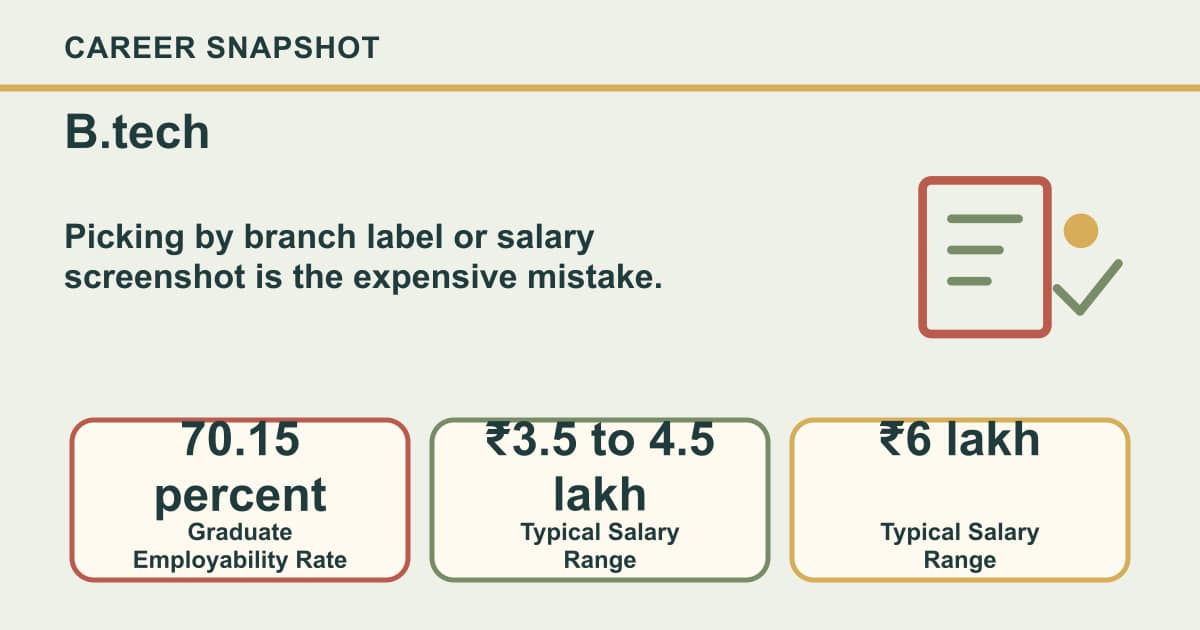 CAREER SNAPSHOT
B.tech
Picking by branch label or salary
screenshot is the expensive mistake.
70.15
percent
Graduate
Employability Rate
₹3.5 to 4.5
lakh
Typical Salary
Range
₹6 lakh
Typical Salary
Range